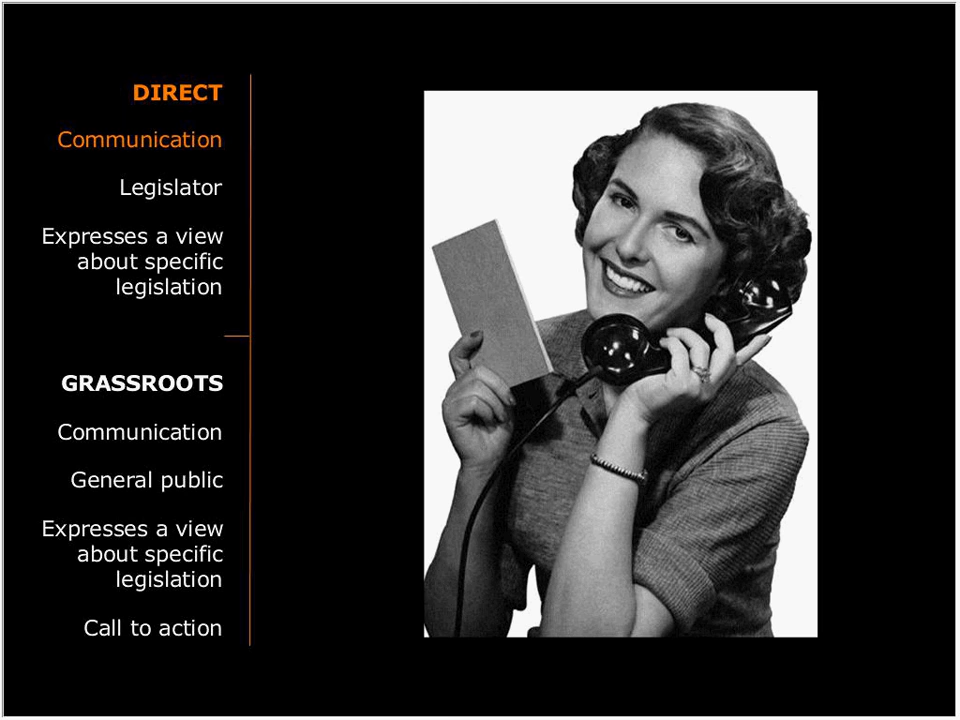 DIRECT
Communication
Legislator
Expresses a view
about specific
legislation
GRASSROOTS
Communication
General public
Expresses a view
about specific
legislation
Call to action